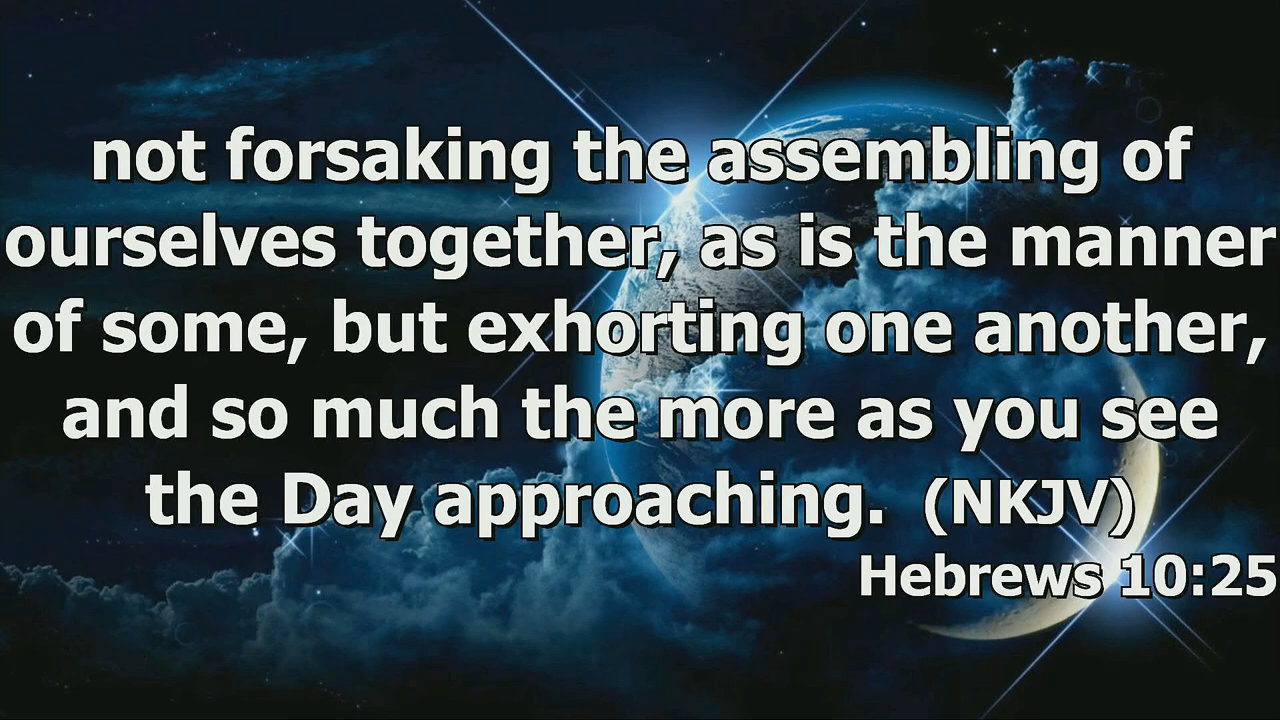 not forsaking the assembling of
ourselves together, as is the manner
of some, but exhorting one another,
and so much the more as you see
the Day approaching. (NKJV)
Hebrews 10:25